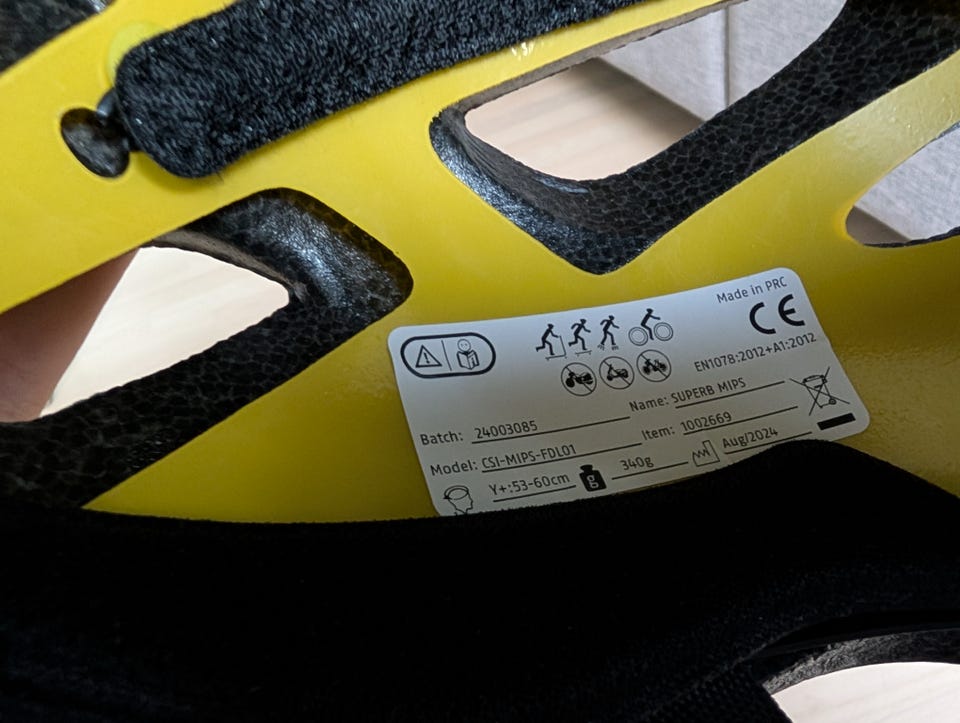 Made in PRC
CE
EN1078:2012+A1:2012
Batch: 24003085 Name: SUPERB MIPS
Model: CSI-MIPS-FDL01 Item: 1002669
Y+:53-60cm g 340g Aug/2024